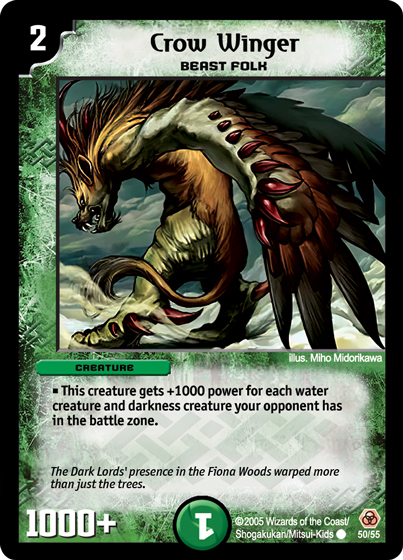 2
Crow Winger
BEAST FOLK
illus. Miho Midorikawa
CREATURE
▪ This creature gets +1000 power for each water
creature and darkness creature your opponent has
in the battle zone.
The Dark Lords' presence in the Fiona Woods warped more
than just the trees.
1000+
1
©2005 Wizards of the Coast/
Shogakukan/Mitsui-Kids
50/55